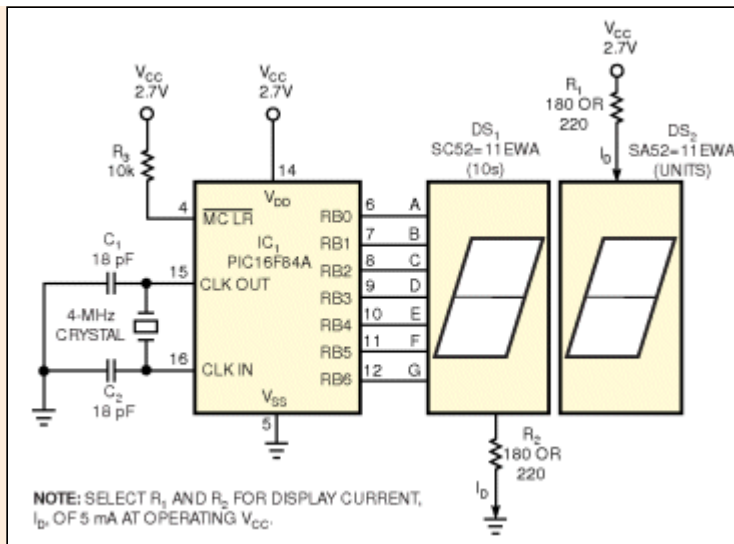 VCC
2.7V
R3
10k
VCC
2.7V
14
VDD
4
MC LR
IC1
PIC16F84A
C1
18 pF
15
CLK OUT
4-MHz
CRYSTAL
16
CLK IN
C2
18 pF
VSS
5
RB0 6 A
RB1 7 B
RB2 8 C
RB3 9 D
RB4 10 E
RB5 11 F
RB6 12 G
DS1
SC52=11EWA
(10s)
VCC
2.7V
R1
180 OR
220
ID
DS2
SA52=11EWA
(UNITS)
R2
180 OR
220
ID
NOTE: SELECT R1 AND R2 FOR DISPLAY CURRENT,
ID, OF 5 mA AT OPERATING VCC.